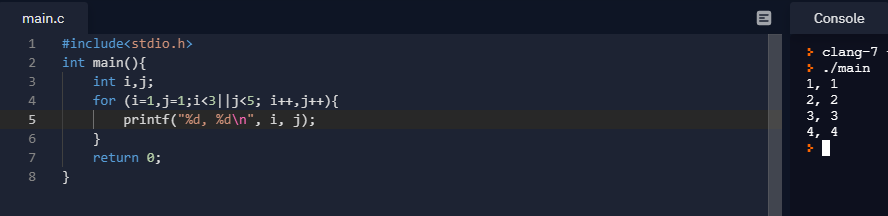 main.c
Console
1 #include<stdio.h>
2 int main(){
3 int i,j;
4 for (i=1,j=1;i<3||j<5; i++,j++){
5 printf("%d, %d\n", i, j);
6 }
7 return 0;
8 }
clang-7 -
./main
1, 1
2, 2
3, 3
4, 4